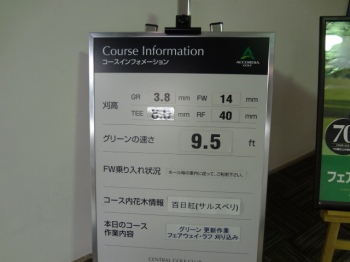 Course Information
コースインフォメーション
ACCORDIA
GOLF
刈高
GR 3.8 mm FW 14 mm
TEE mm RF 40 mm
グリーンの速さ 9.5 ft
FW乗り入れ状況
コース内花木情報 百日紅(サルスベリ)
本日のコース
作業内容
グリーン 更新作業
フェアウェイ・ラフ 刈り込み
CENTRAL GOLF CLUB
70
フェア